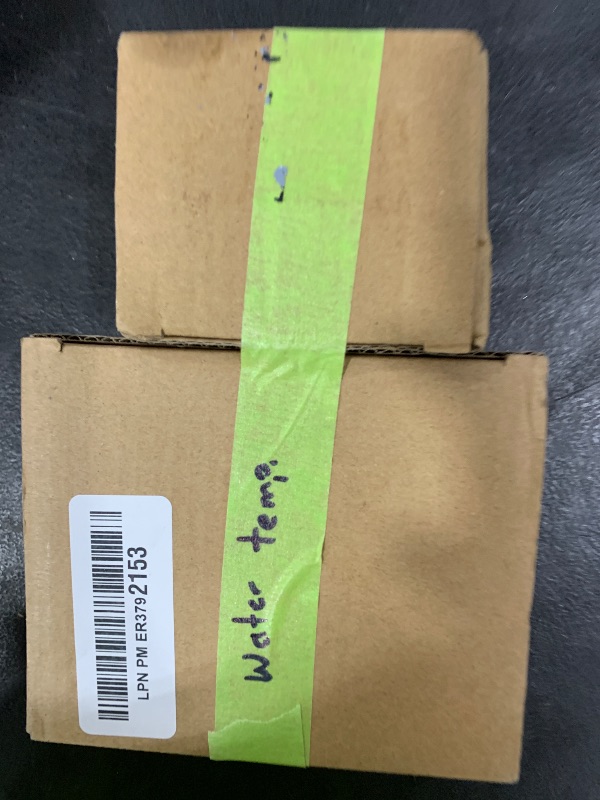 Water temp.
LPN PM ER3792153